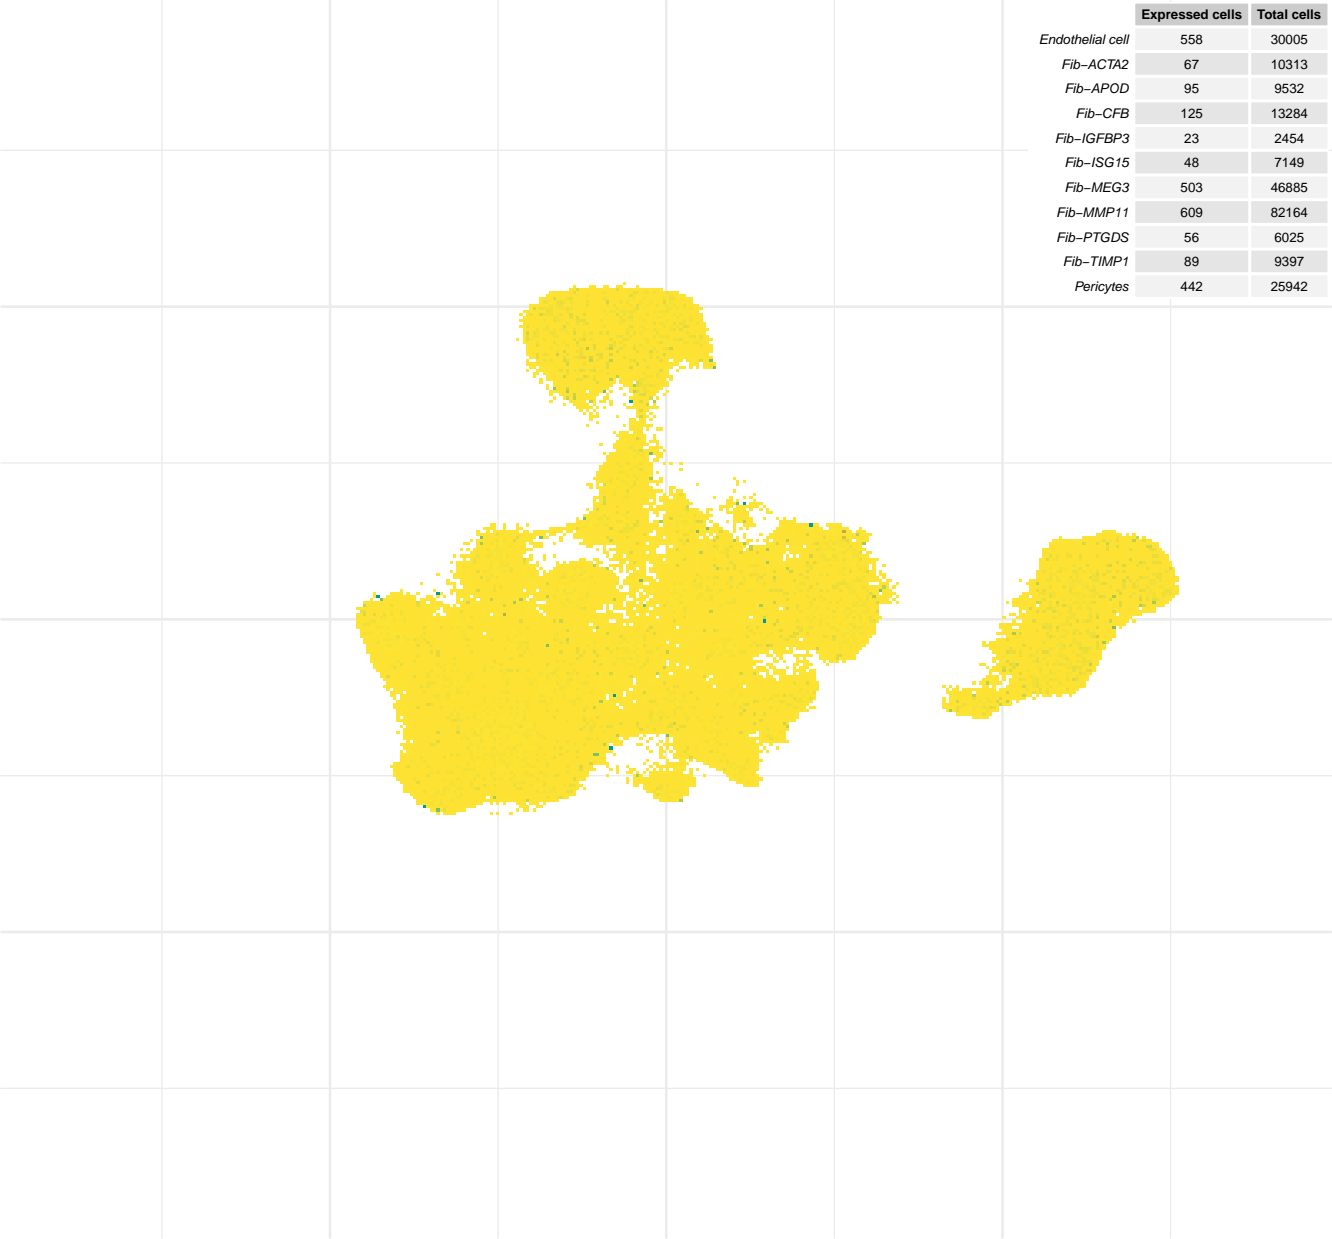 Expressed cells Total cells
Endothelial cell 558 30005
Fib−ACTA2 67 10313
Fib−APOD 95 9532
Fib−CFB 125 13284
Fib−IGFBP3 23 2454
Fib−ISG15 48 7149
Fib−MEG3 503 46885
Fib−MMP11 609 82164
Fib−PTGDS 56 6025
Fib−TIMP1 89 9397
Pericytes 442 25942